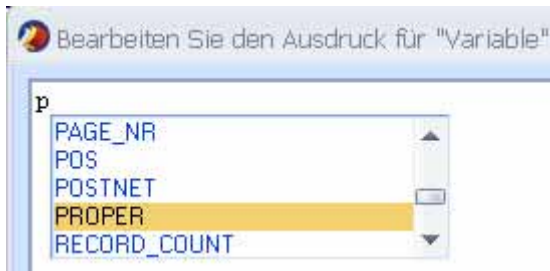 Bearbeiten Sie den Ausdruck für "Variable"
p
PAGE_NR
POS
POSTNET
PROPER
RECORD_COUNT